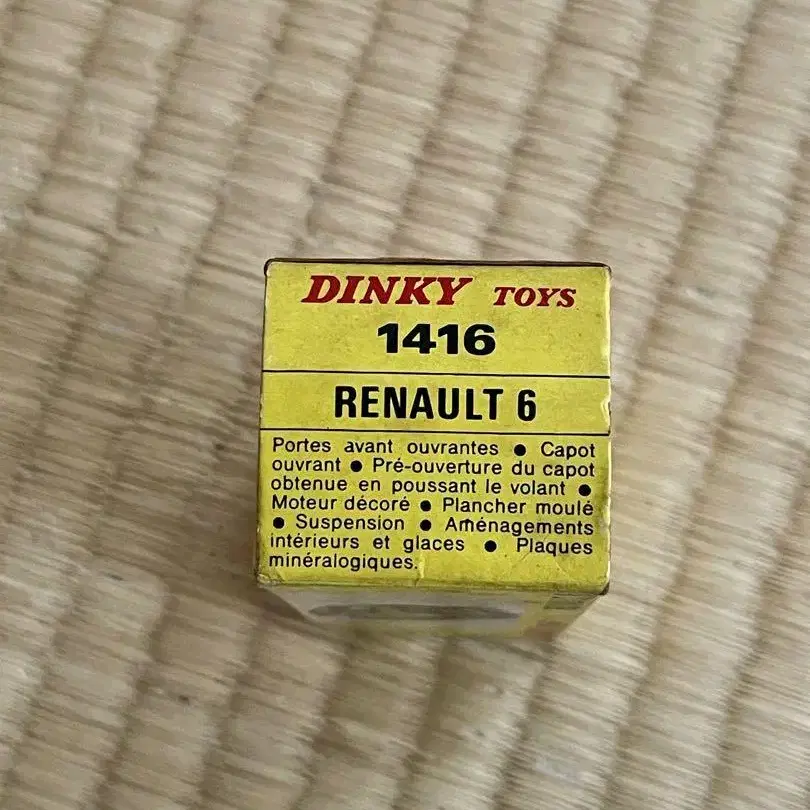 DINKY TOYS
1416
RENAULT 6
Portes avant ouvrantes ● Capot
ouvrant ● Pré-ouverture du capot
obtenue en poussant le volant ●
Moteur décoré ● Plancher moulé
● Suspension ● Aménagements
intérieurs et glaces ● Plaques
minéralogiques.